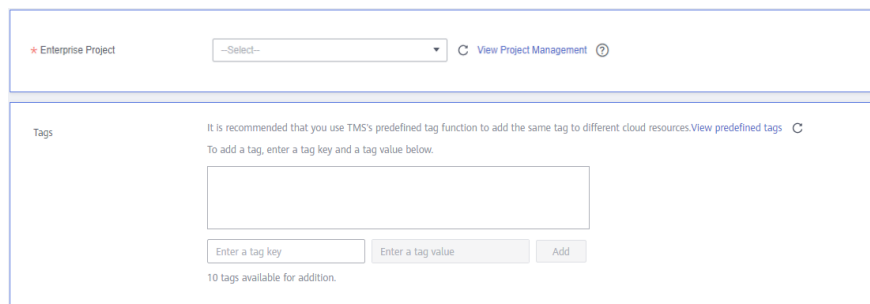 * Enterprise Project --Select-- View Project Management ?
Tags It is recommended that you use TMS's predefined tag function to add the same tag to different cloud resources.View predefined tags
To add a tag, enter a tag key and a tag value below.
Enter a tag key Enter a tag value Add
10 tags available for addition.